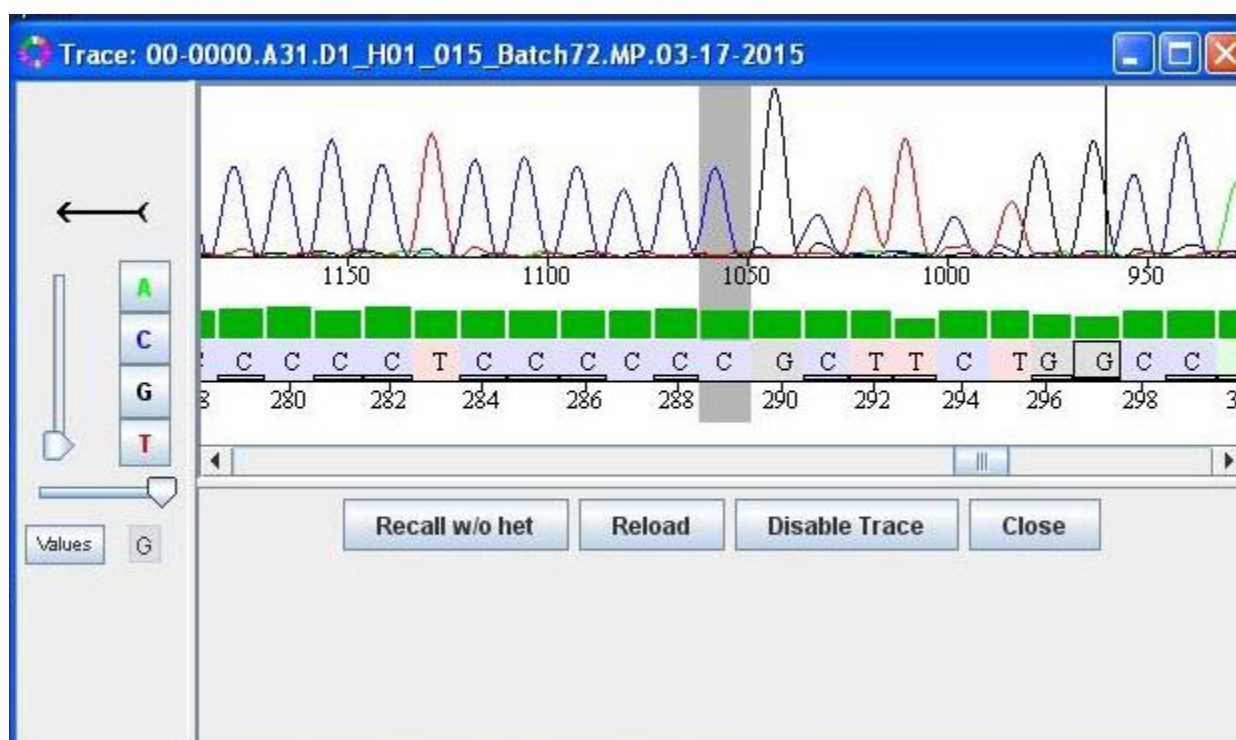 Trace: 00-0000.A31.D1_H01_015_Batch72.MP.03-17-2015
1150 1100 1050 1000 950
A
C
G
T
C C C C T C C C C C C G C T T C T G G C C
280 282 284 286 288 290 292 294 296 298
Values G
Recall w/o het Reload Disable Trace Close